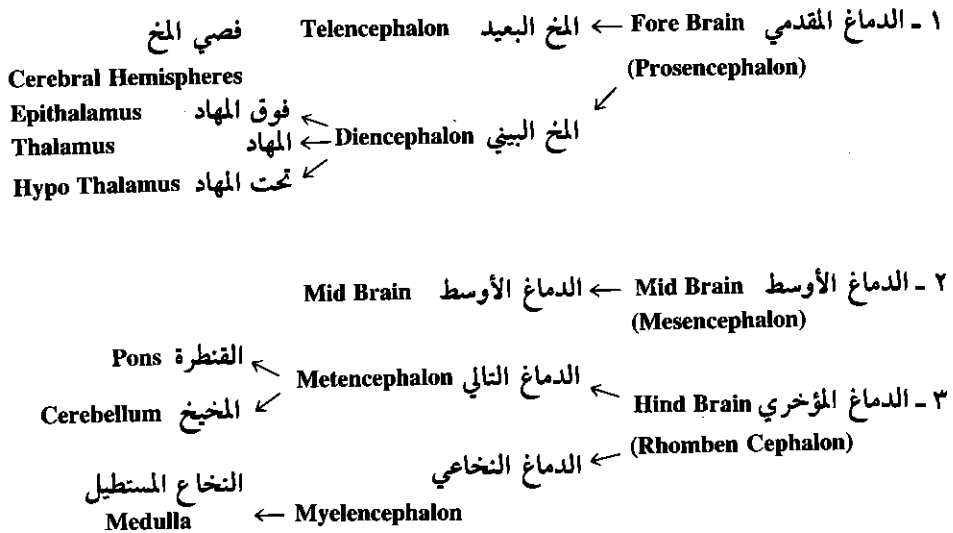 ١ - الدماغ المقدمي Fore Brain ← المخ البعيد Telencephalon فصي المخ
(Prosencephalon) Cerebral Hemispheres
↙ ↖ فوق المهاد Epithalamus
المخ البيني Diencephalon ← المهاد Thalamus
↙ تحت المهاد Hypo Thalamus
٢ - الدماغ الأوسط Mid Brain ← الدماغ الأوسط Mid Brain
(Mesencephalon)
↖ القنطرة Pons
٣ - الدماغ المؤخري Hind Brain ↖ الدماغ التالي Metencephalon
↙ المخيخ Cerebellum
(Rhomben Cephalon) ↙ الدماغ النخاعي
النخاع المستطيل
Myelencephalon ← Medulla